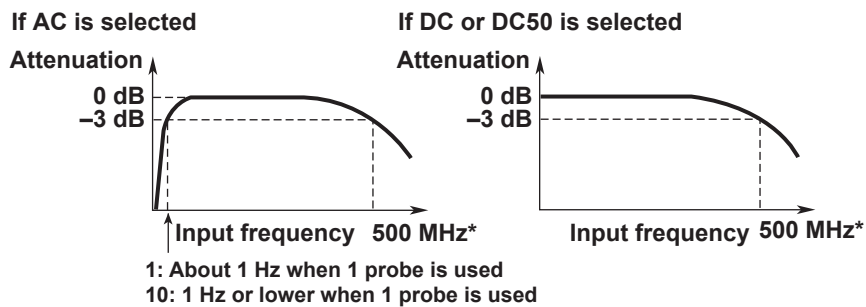 If AC is selected
Attenuation
0 dB
–3 dB
Input frequency 500 MHz*
1: About 1 Hz when 1 probe is used
10: 1 Hz or lower when 1 probe is used
If DC or DC50 is selected
Attenuation
0 dB
–3 dB
Input frequency 500 MHz*